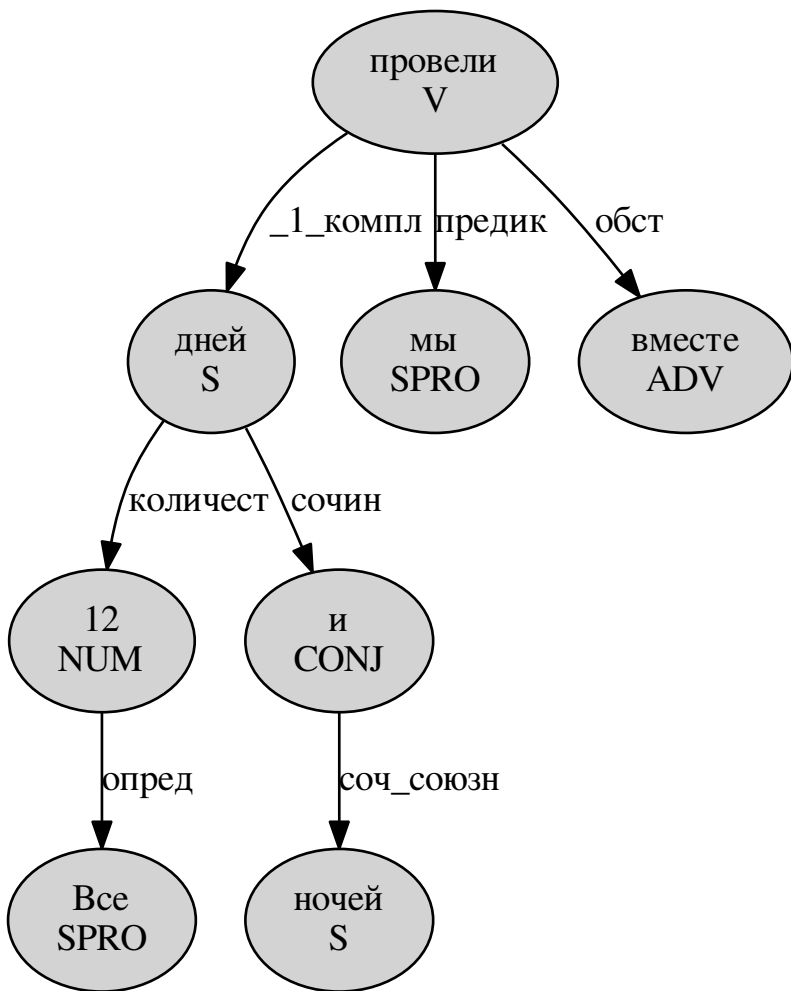 провели
V
_1_компл предик обст
дней
S
мы
SPRO
вместе
ADV
количест сочин
12
NUM
и
CONJ
опред соч_союзн
Все
SPRO
ночей
S